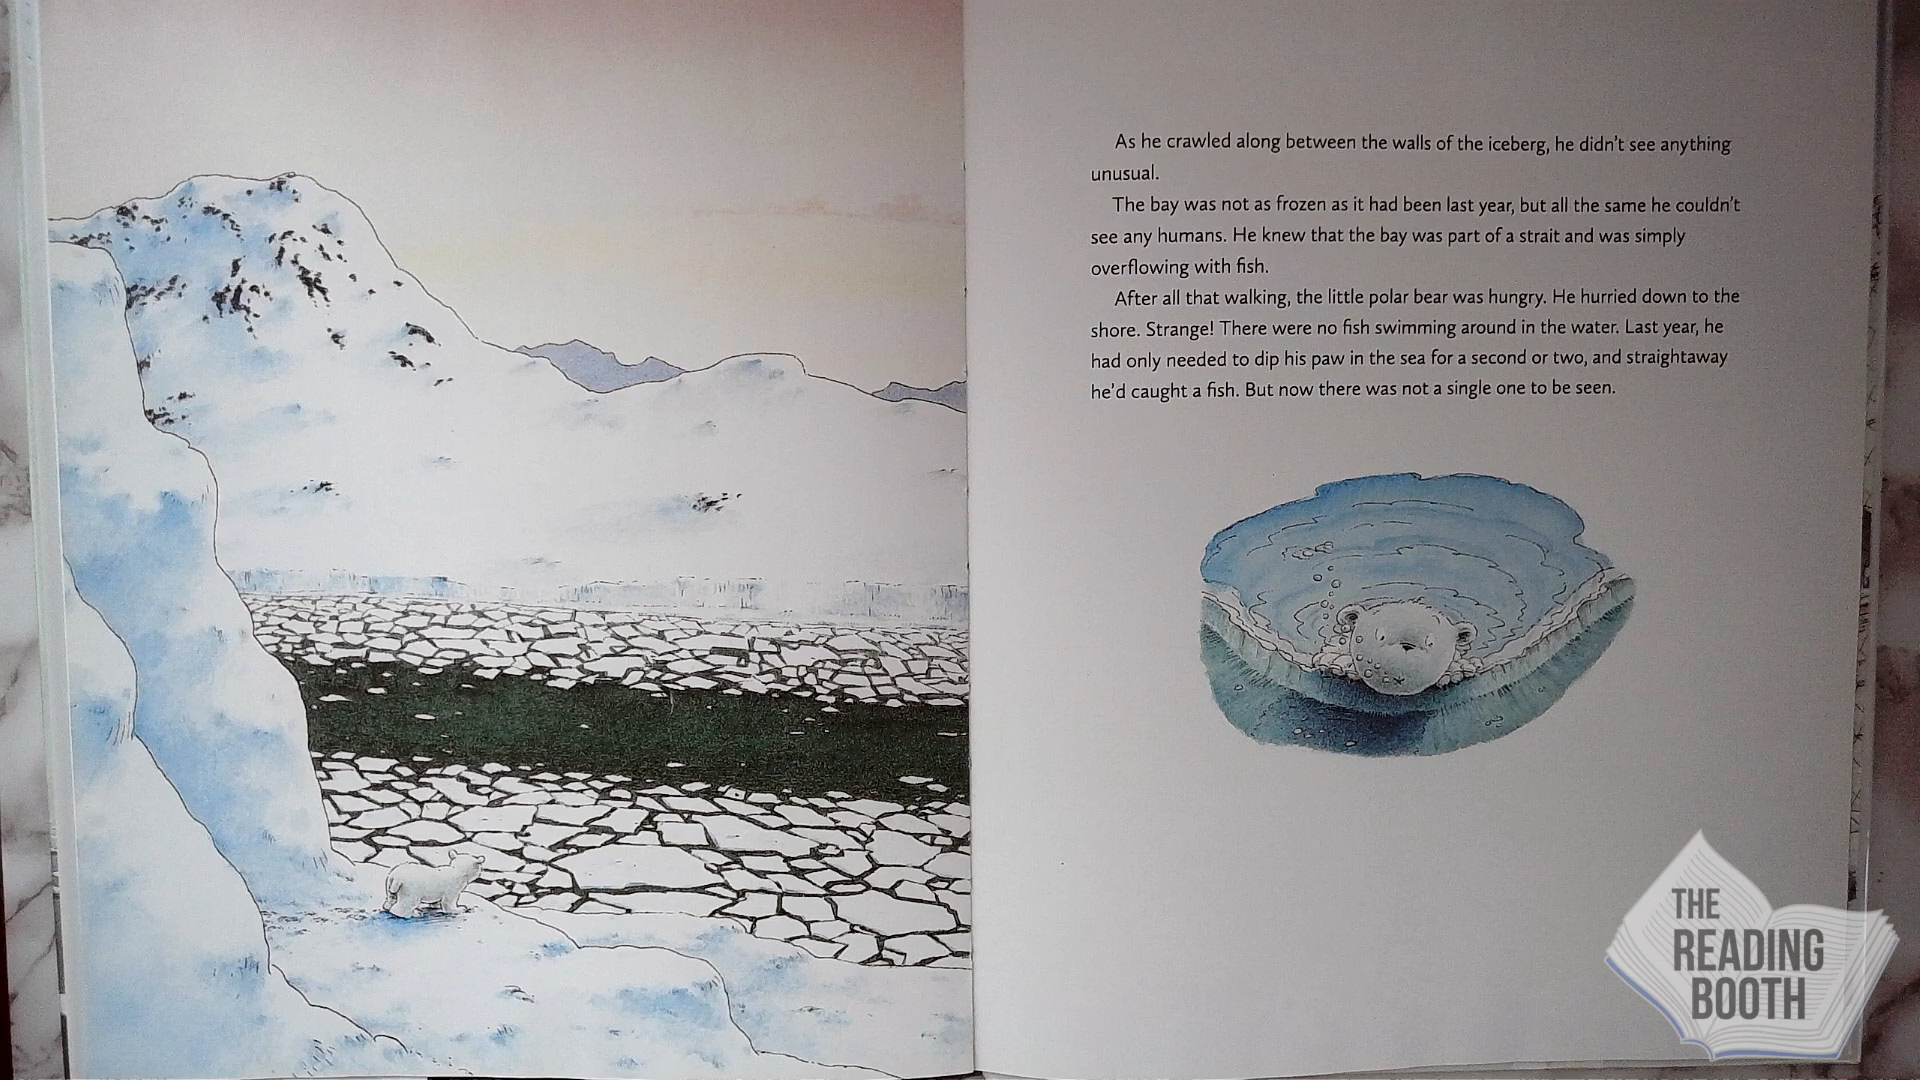 As he crawled along between the walls of the iceberg, he didn't see anything
unusual.
The bay was not as frozen as it had been last year, but all the same he couldn't
see any humans. He knew that the bay was part of a strait and was simply
overflowing with fish.
After all that walking, the little polar bear was hungry. He hurried down to the
shore. Strange! There were no fish swimming around in the water. Last year, he
had only needed to dip his paw in the sea for a second or two, and straightaway
he'd caught a fish. But now there was not a single one to be seen.
THE
READING
BOOTH